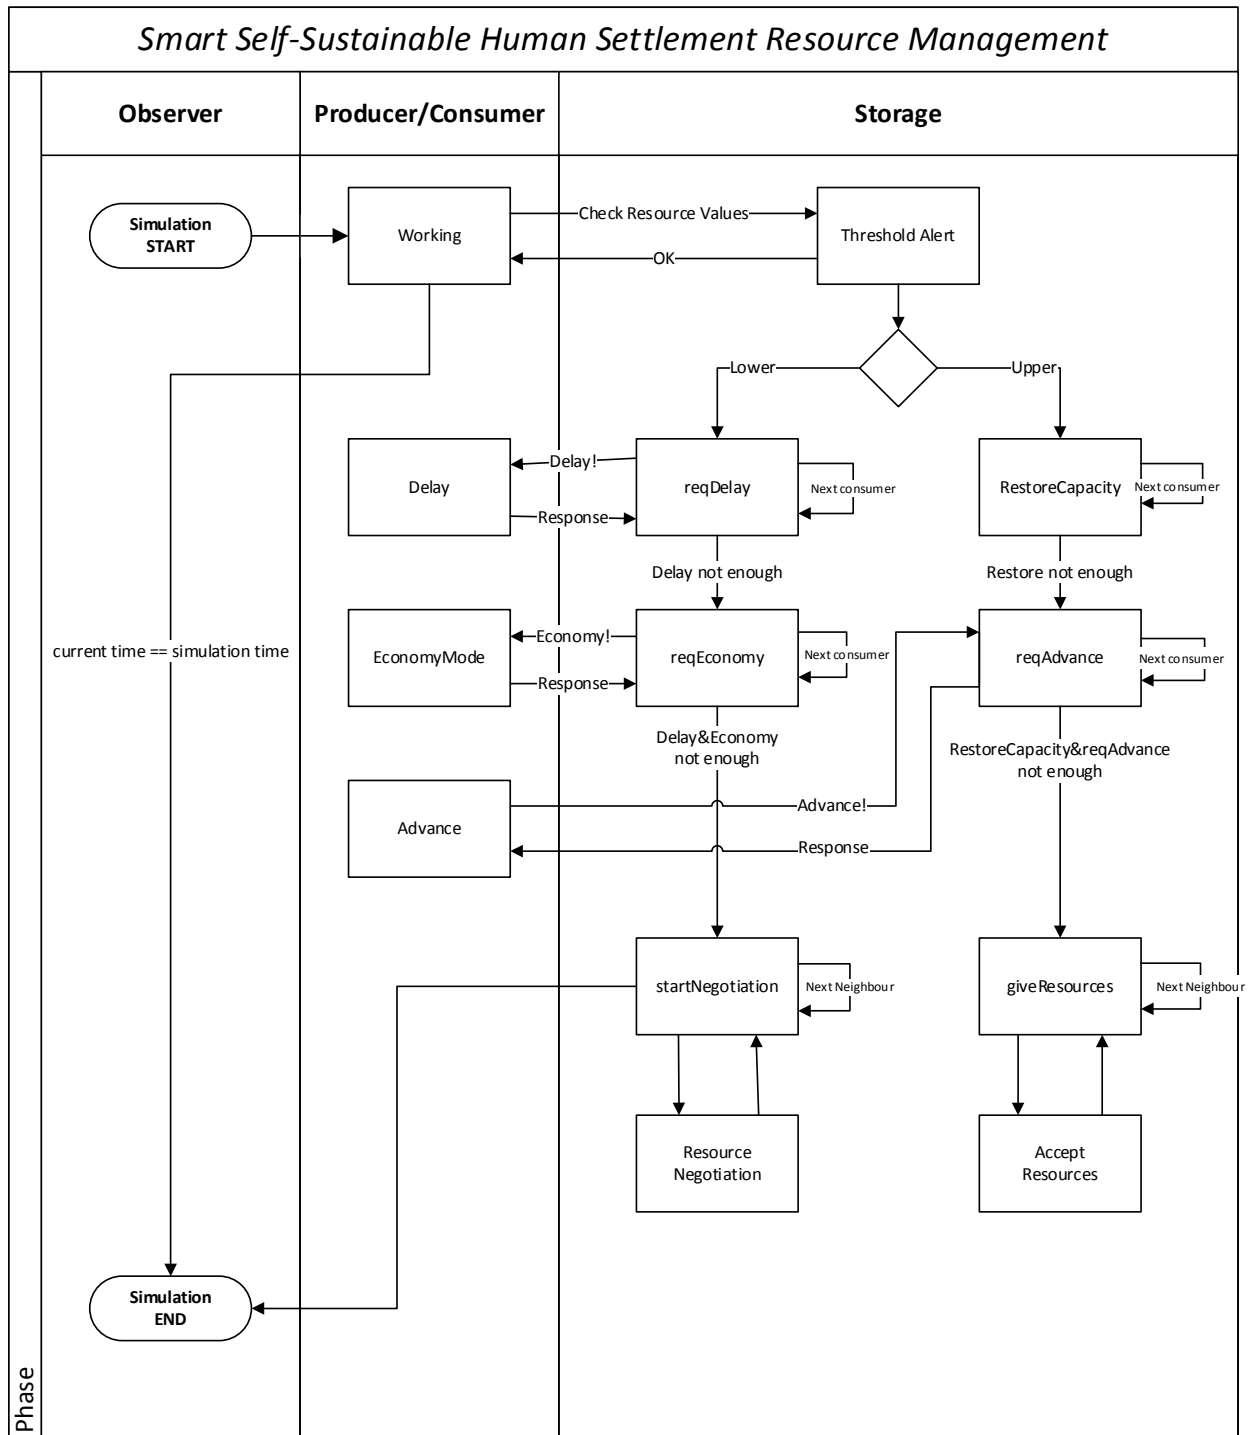 Smart Self-Sustainable Human Settlement Resource Management
Observer
Producer/Consumer
Storage
Simulation
START
Working
Check Resource Values
OK
Threshold Alert
Lower
Upper
Delay
Delay!
Response
reqDelay
Next consumer
RestoreCapacity
Next consumer
Delay not enough
Restore not enough
current time == simulation time
EconomyMode
Economy!
Response
reqEconomy
Next consumer
reqAdvance
Next consumer
Delay&Economy
not enough
RestoreCapacity&reqAdvance
not enough
Advance
Advance!
Response
startNegotiation
Next Neighbour
giveResources
Next Neighbour
Resource
Negotiation
Accept
Resources
Simulation
END
Phase